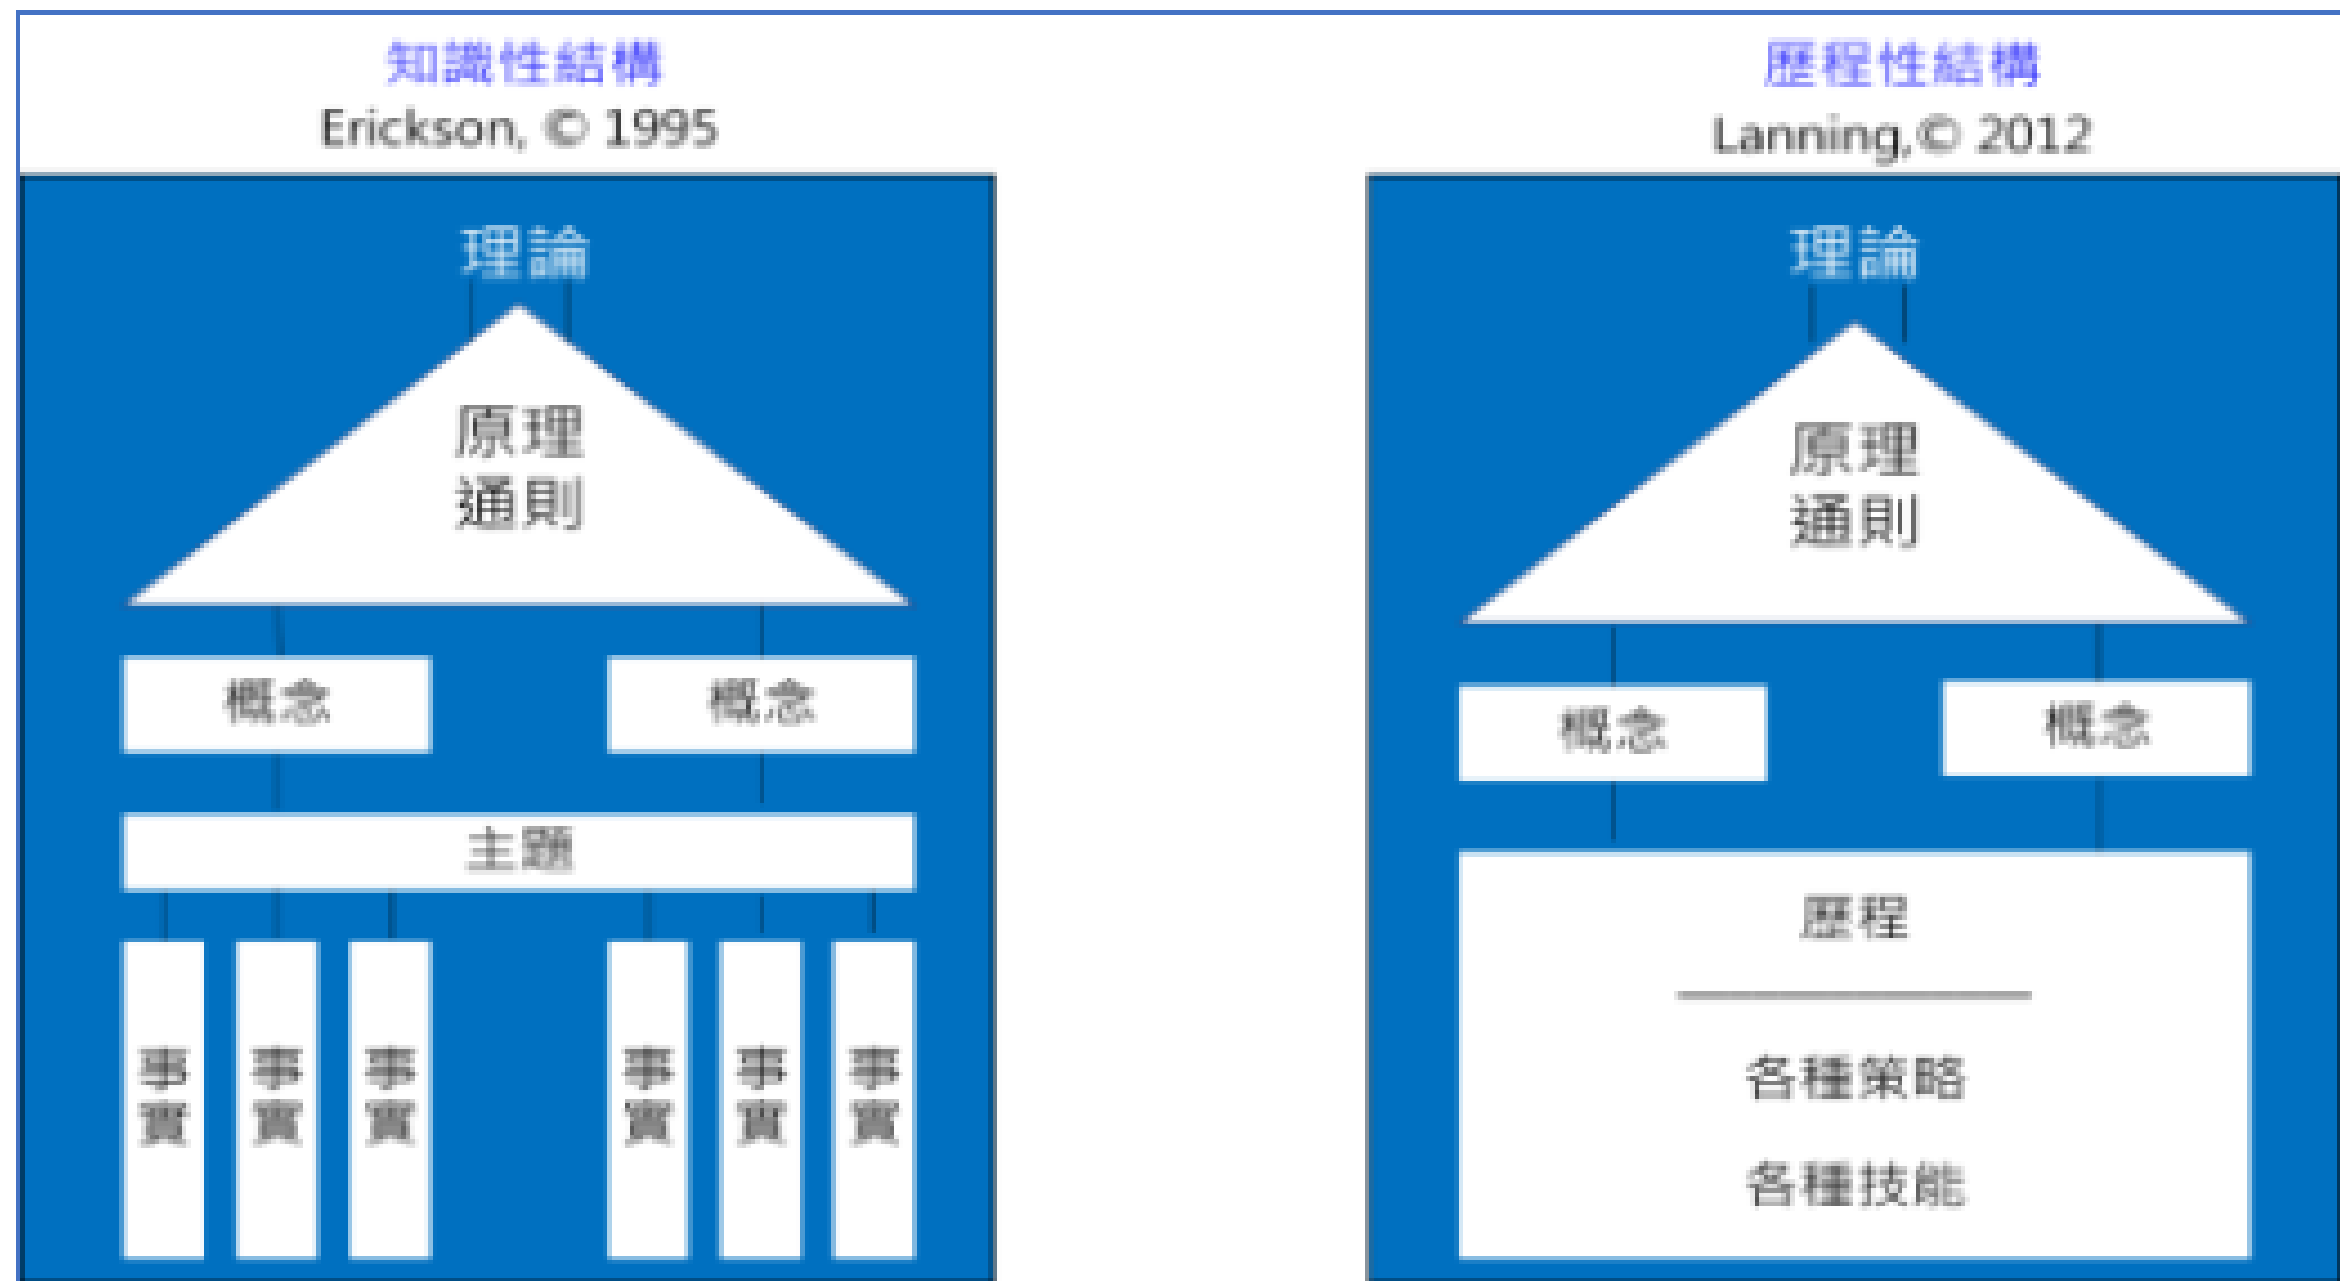 知識性結構
Erickson, © 1995
理論
原理
通則
概念
概念
主題
事實
事實
事實
事實
事實
事實
歷程性結構
Lanning,© 2012
理論
原理
通則
概念
概念
歷程
各種策略
各種技能